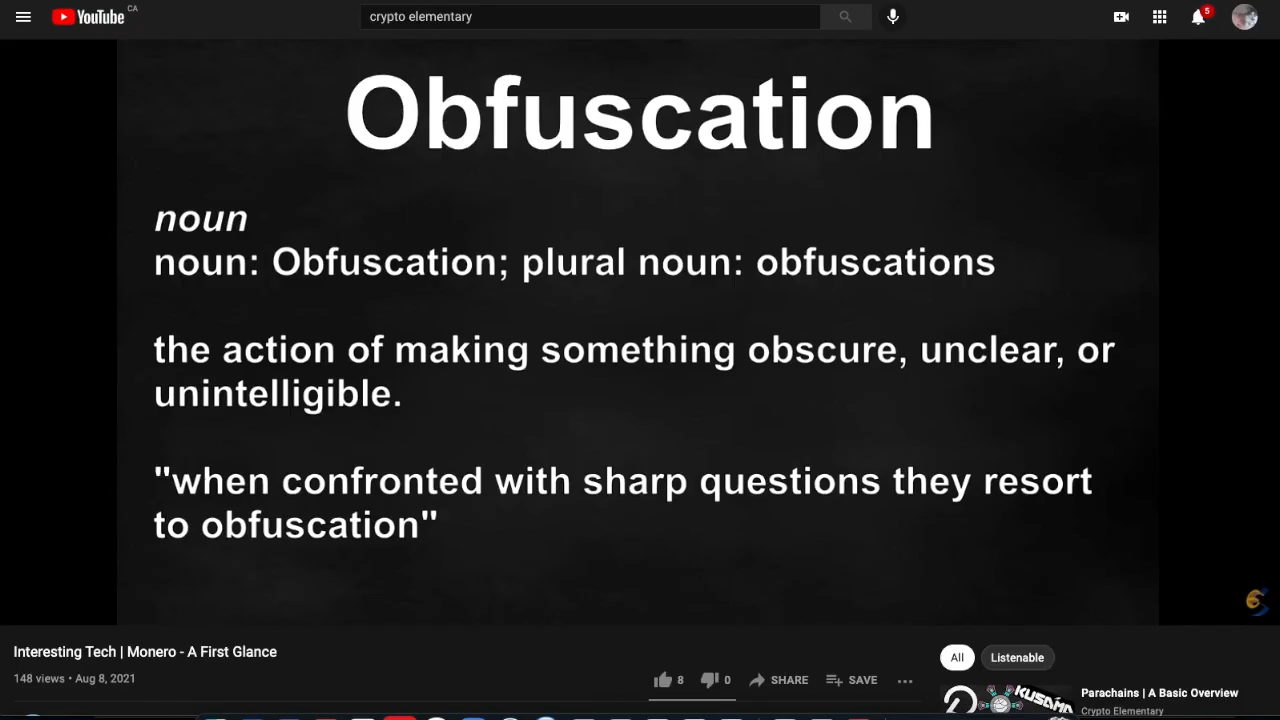 YouTube CA
crypto elementary
5
Obfuscation
noun
noun: Obfuscation; plural noun: obfuscations
the action of making something obscure, unclear, or
unintelligible.
"when confronted with sharp questions they resort
to obfuscation"
Interesting Tech | Monero - A First Glance
148 views • Aug 8, 2021
8
0
SHARE
SAVE
All
Listenable
KUSAMA
Parachains | A Basic Overview
Crypto Elementary